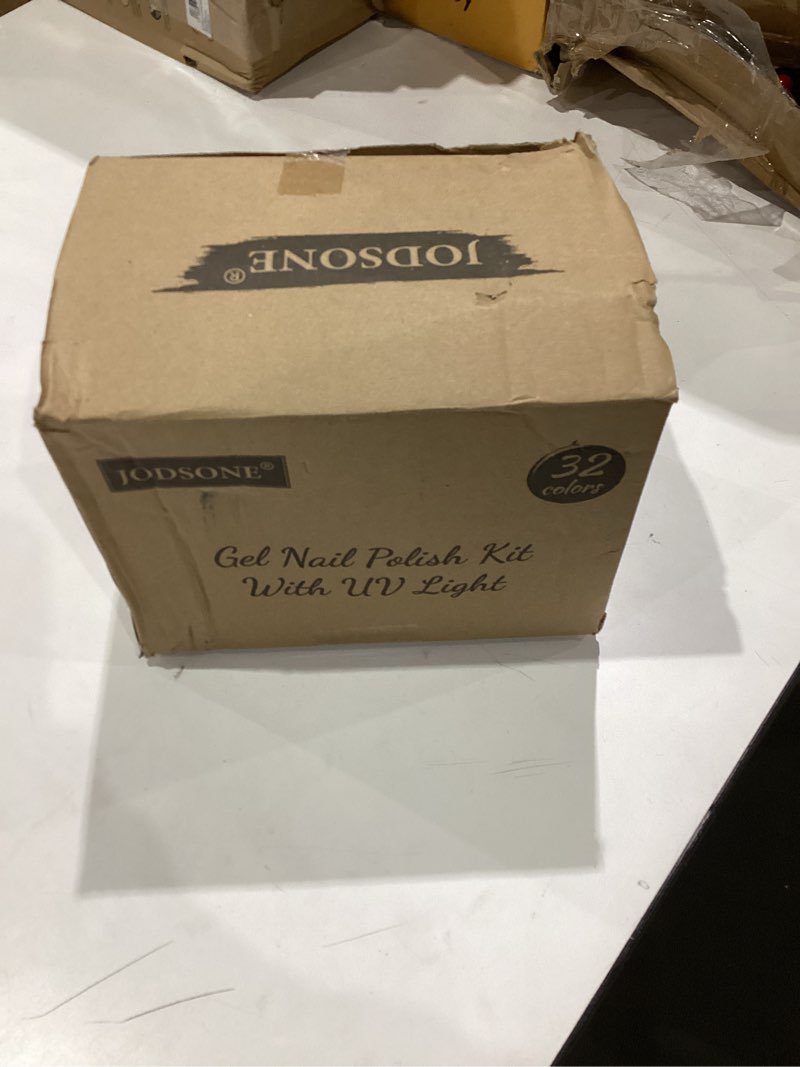 JODSONE®
JODSONE®
32
colors
Gel Nail Polish Kit
With UV Light